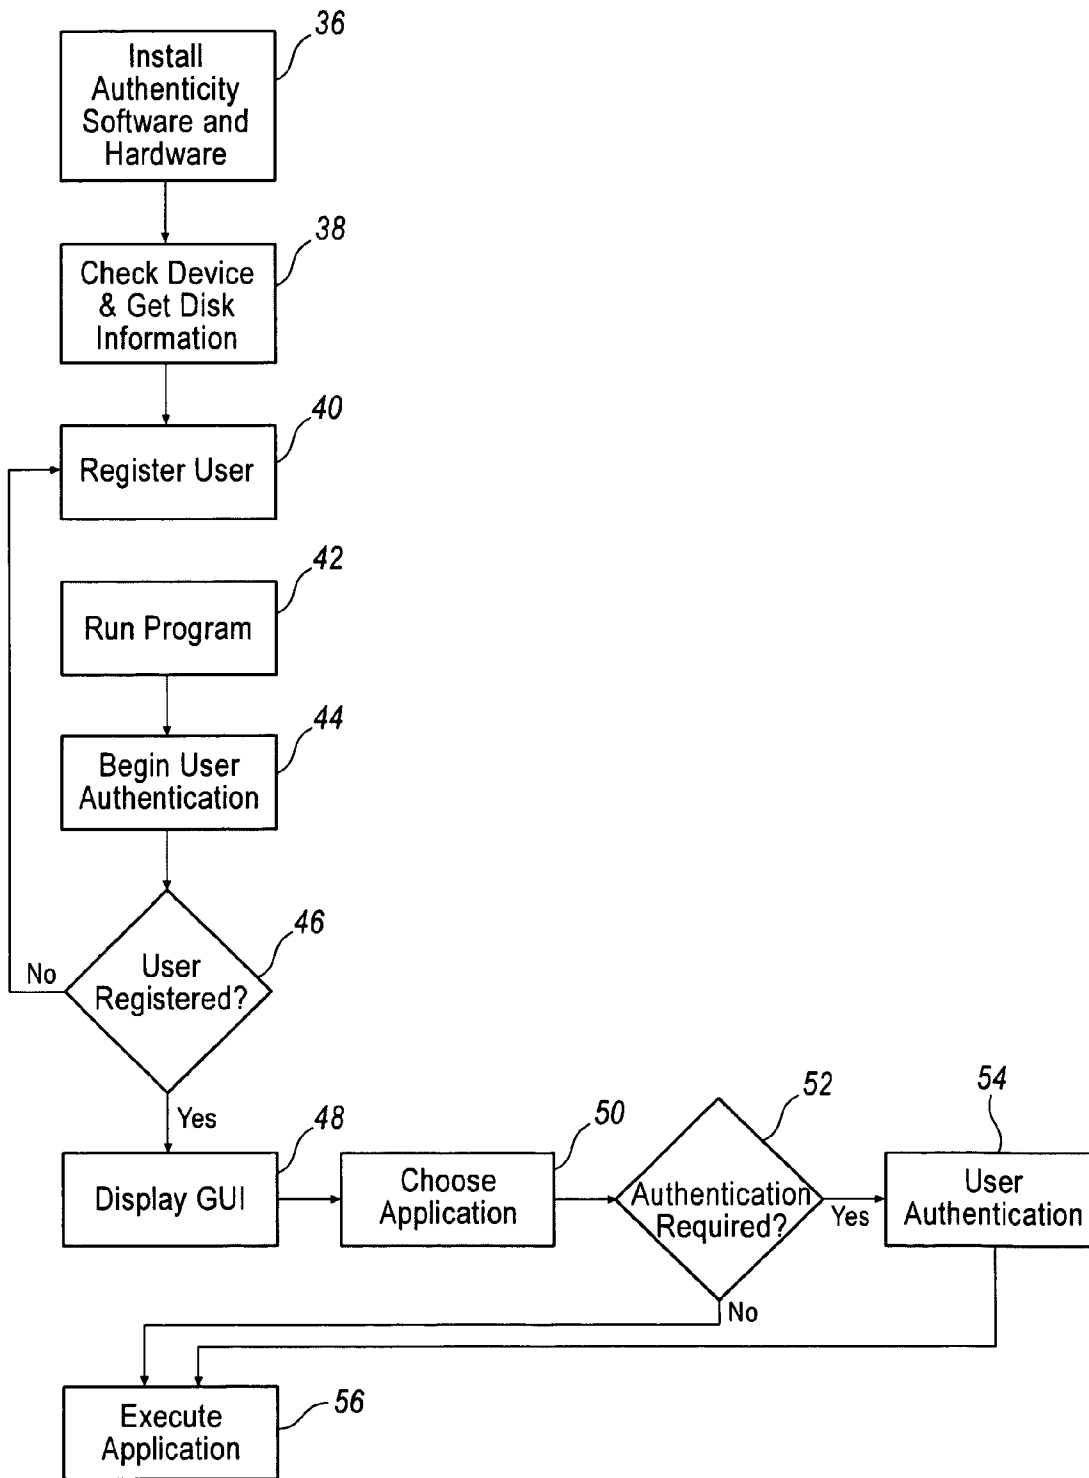 36
Install
Authenticity
Software and
Hardware
38
Check Device
& Get Disk
Information
40
Register User
42
Run Program
44
Begin User
Authentication
46
User
Registered?
No
Yes
48
Display GUI
50
Choose
Application
52
Authentication
Required?
Yes
No
54
User
Authentication
56
Execute
Application